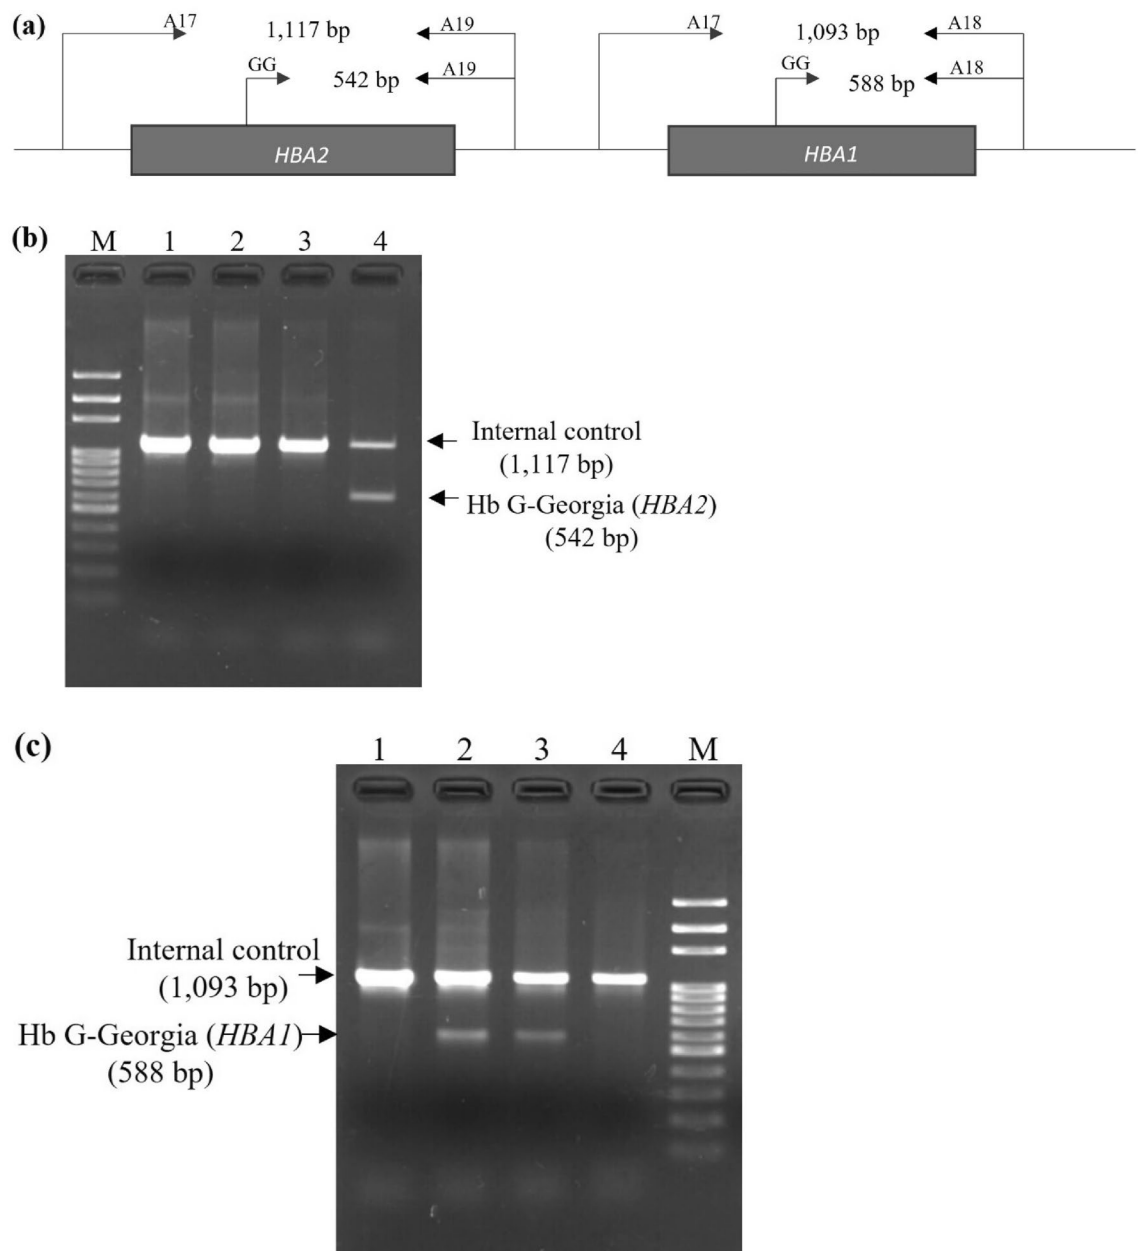 (a)
A17 1,117 bp A19 A17 1,093 bp A18
GG 542 bp A19 GG 588 bp A18
HBA2 HBA1
(b)
M 1 2 3 4
Internal control
(1,117 bp)
Hb G-Georgia (HBA2)
(542 bp)
(c)
1 2 3 4 M
Internal control
(1,093 bp)
Hb G-Georgia (HBA1)
(588 bp)